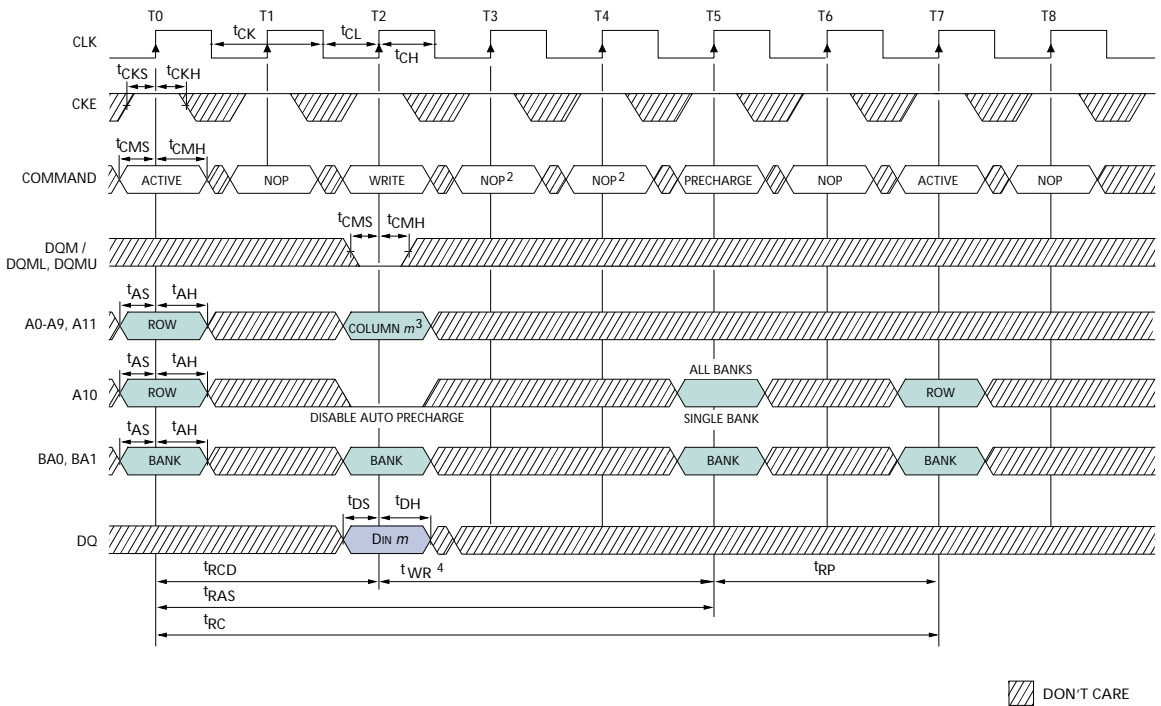 T0 T1 T2 T3 T4 T5 T6 T7 T8
CLK
tCK tCL
tCH
tCKS tCKH
CKE
tCMS tCMH
COMMAND ACTIVE NOP WRITE NOP2 NOP2 PRECHARGE NOP ACTIVE NOP
tCMS tCMH
DQM /
DQML, DQMU
tAS tAH
A0-A9, A11 ROW COLUMN m3
tAS tAH
ALL BANKS
A10 ROW ROW
DISABLE AUTO PRECHARGE SINGLE BANK
tAS tAH
BA0, BA1 BANK BANK BANK BANK
tDS tDH
DQ DIN m
tRCD tWR 4 tRP
tRAS
tRC
DON'T CARE